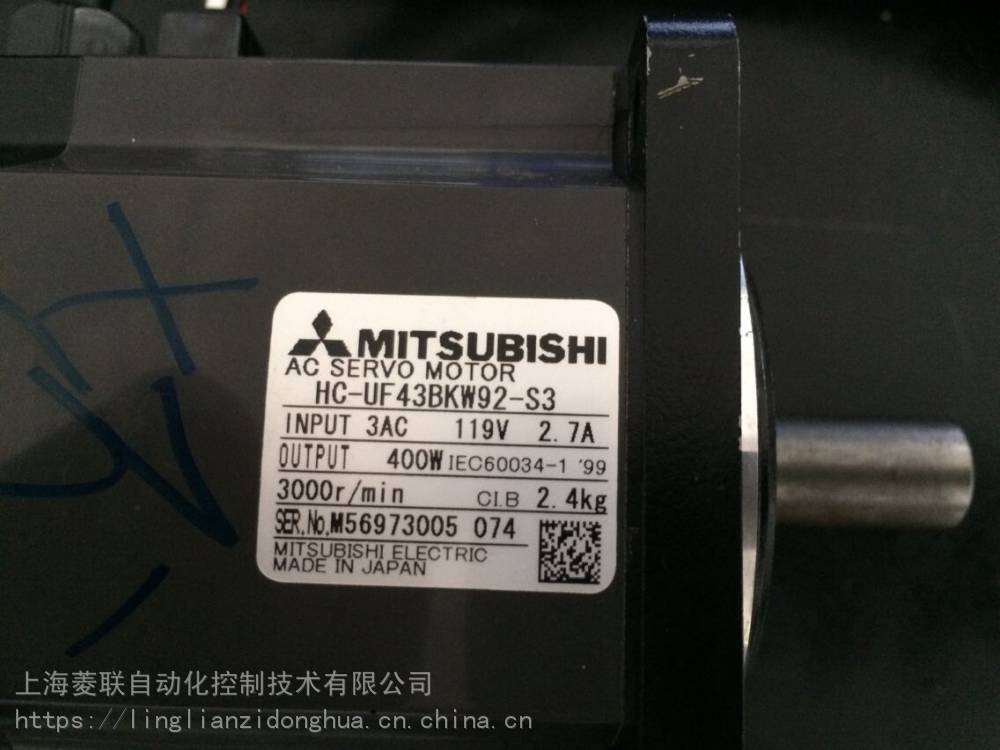 MITSUBISHI
AC SERVO MOTOR
HC-UF43BKW92-S3
INPUT 3AC 119V 2.7A
OUTPUT 400W IEC60034-1 '99
3000r/min CI.B 2.4kg
SER.No.M56973005 074
MITSUBISHI ELECTRIC
MADE IN JAPAN
上海菱联自动化控制技术有限公司
https://linglianzidonghua.cn.china.cn